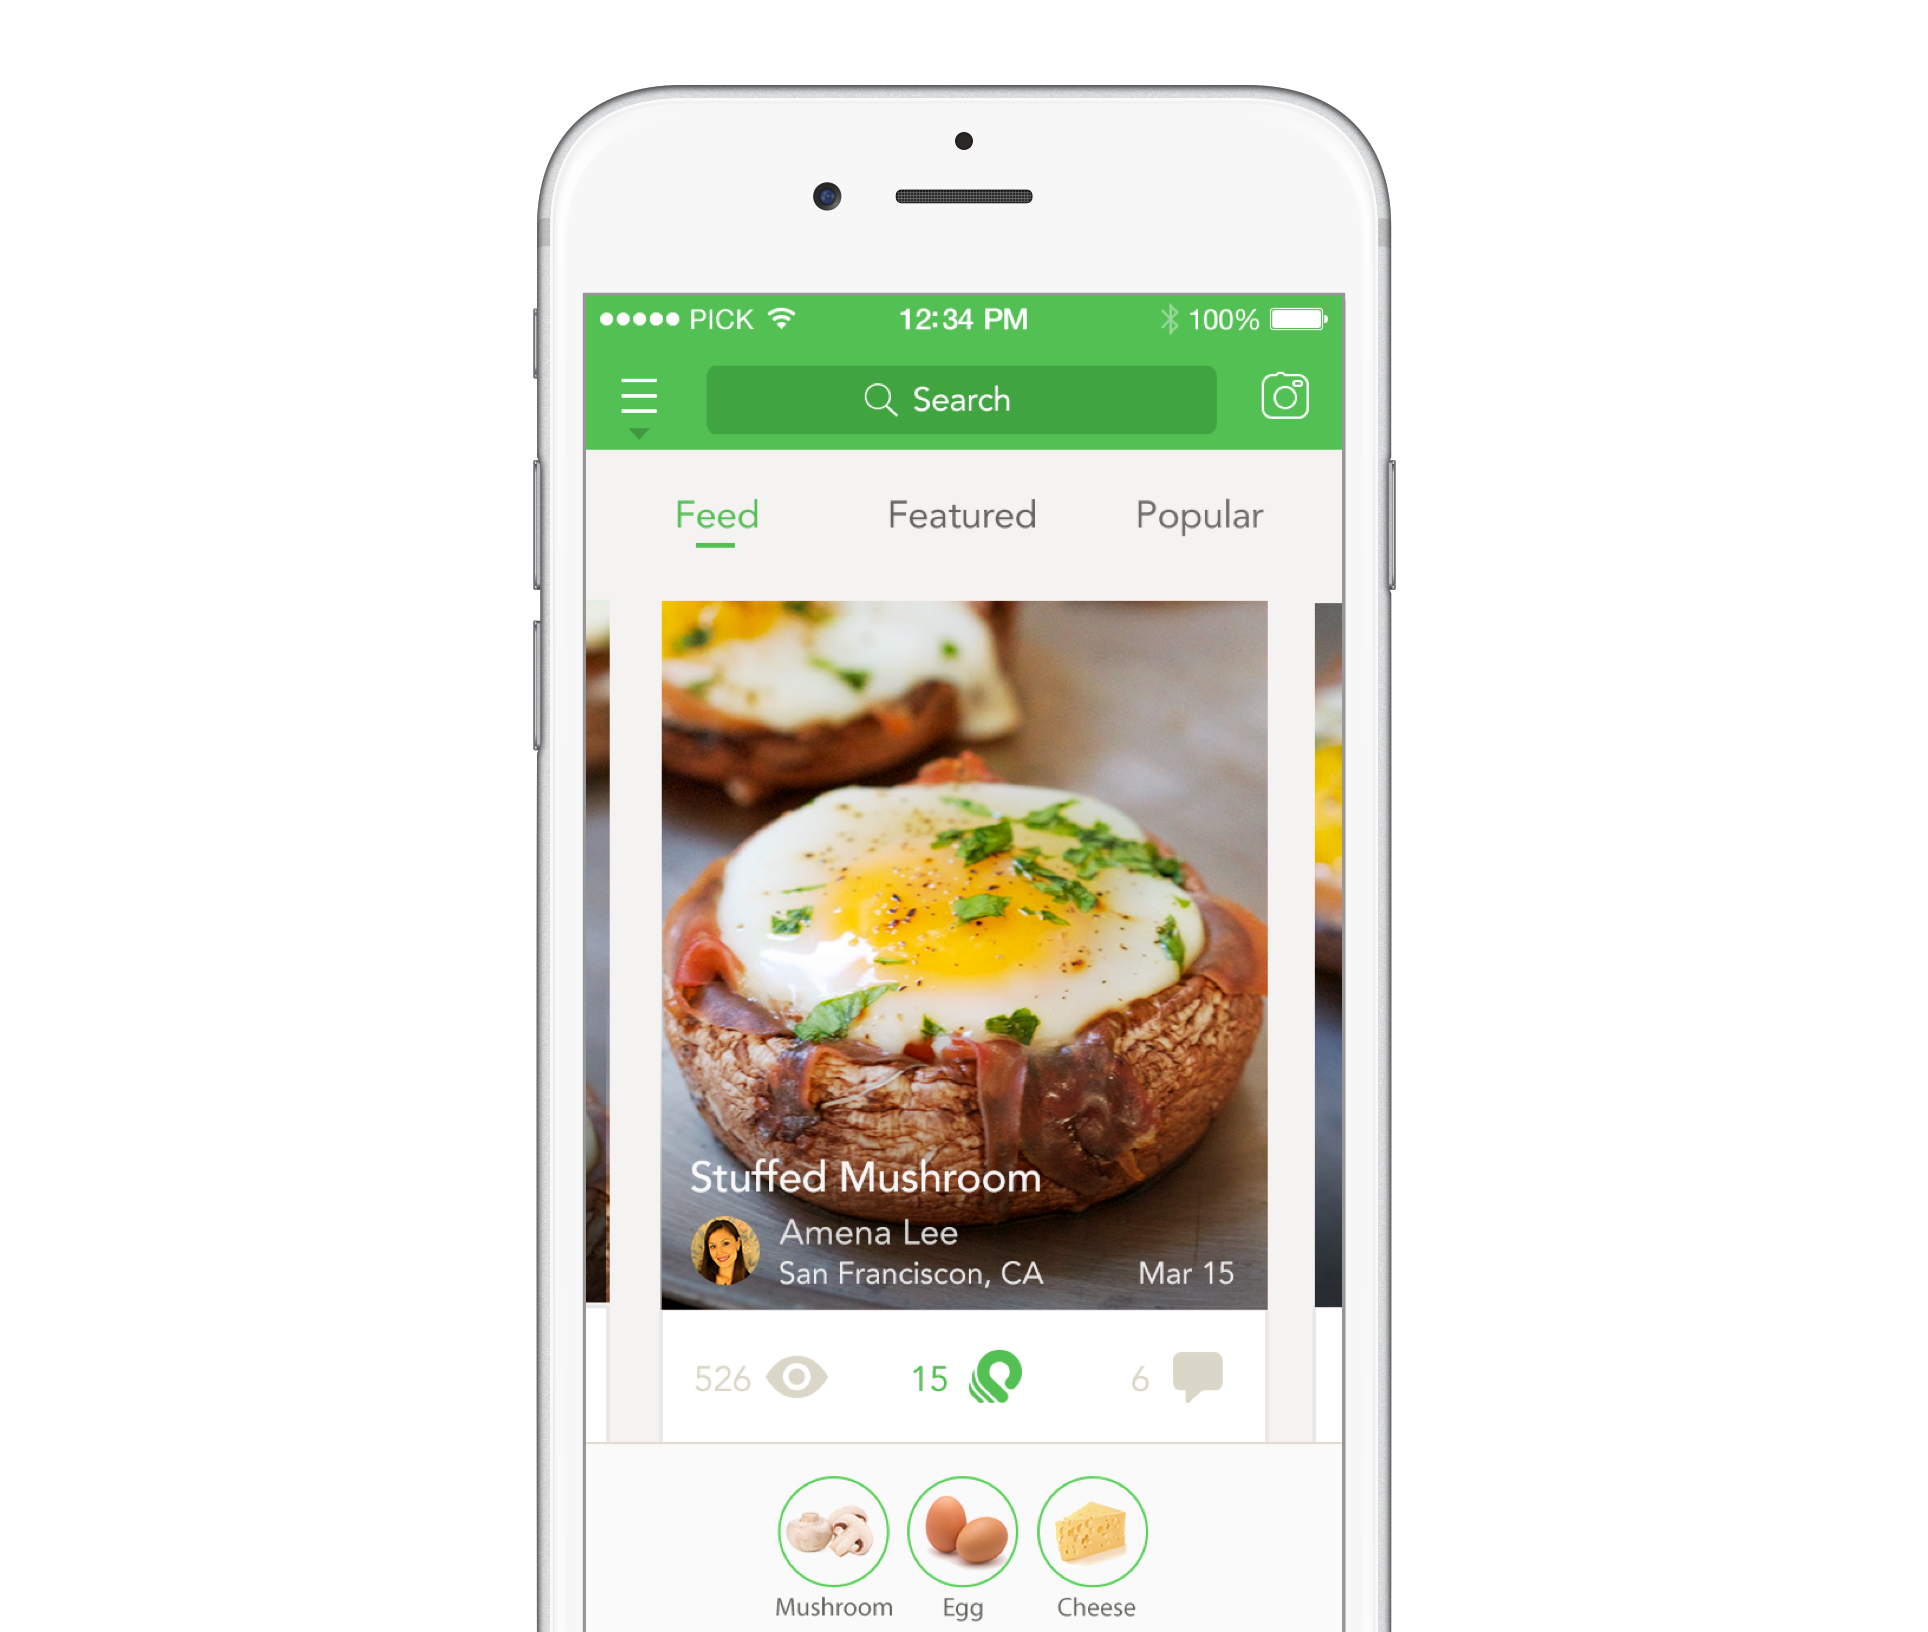 PICK 12:34 PM 100%
Search
Feed Featured Popular
Stuffed Mushroom
Amena Lee
San Franciscon, CA Mar 15
526 15 6
Mushroom Egg Cheese